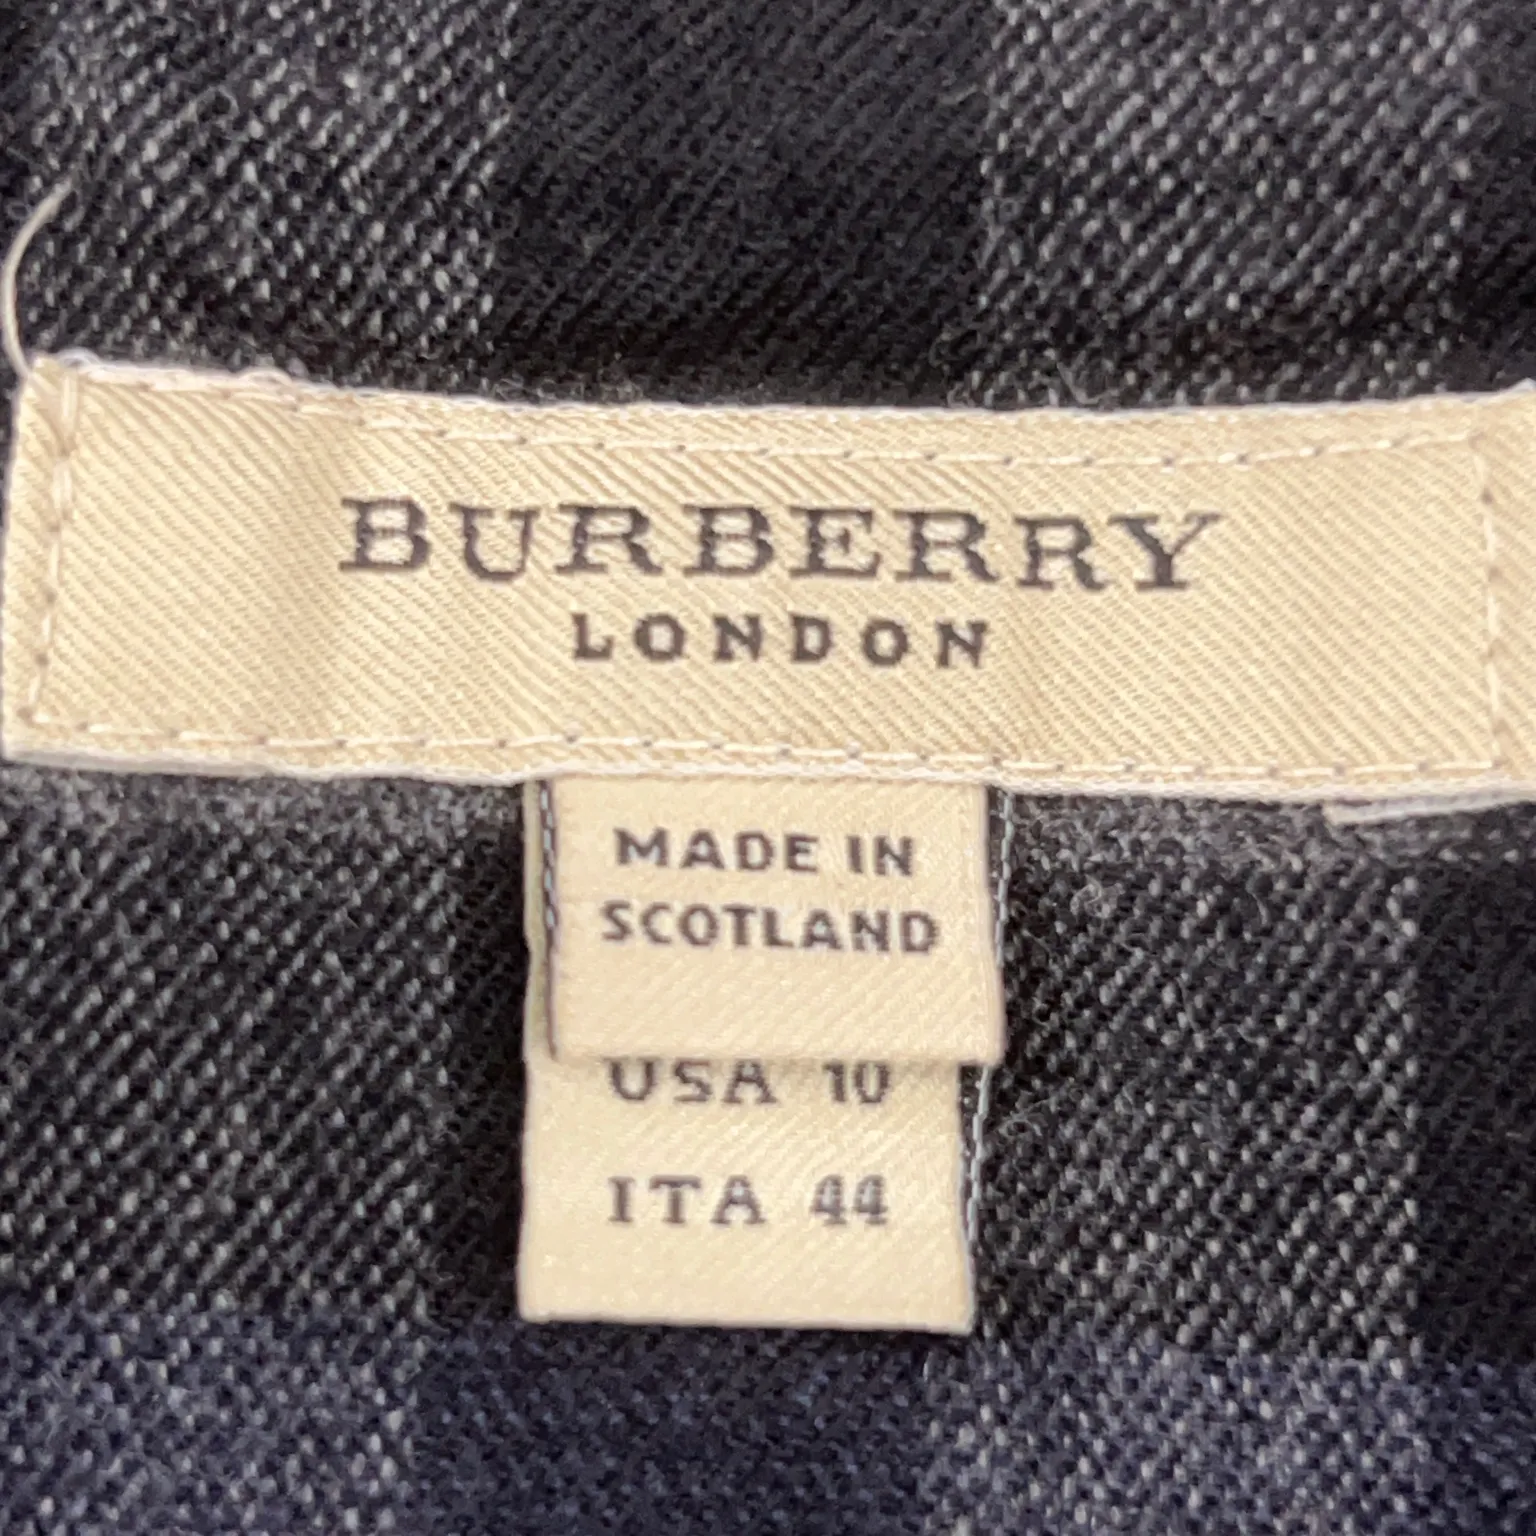 BURBERRY
LONDON
MADE IN
SCOTLAND
USA 10
ITA 44